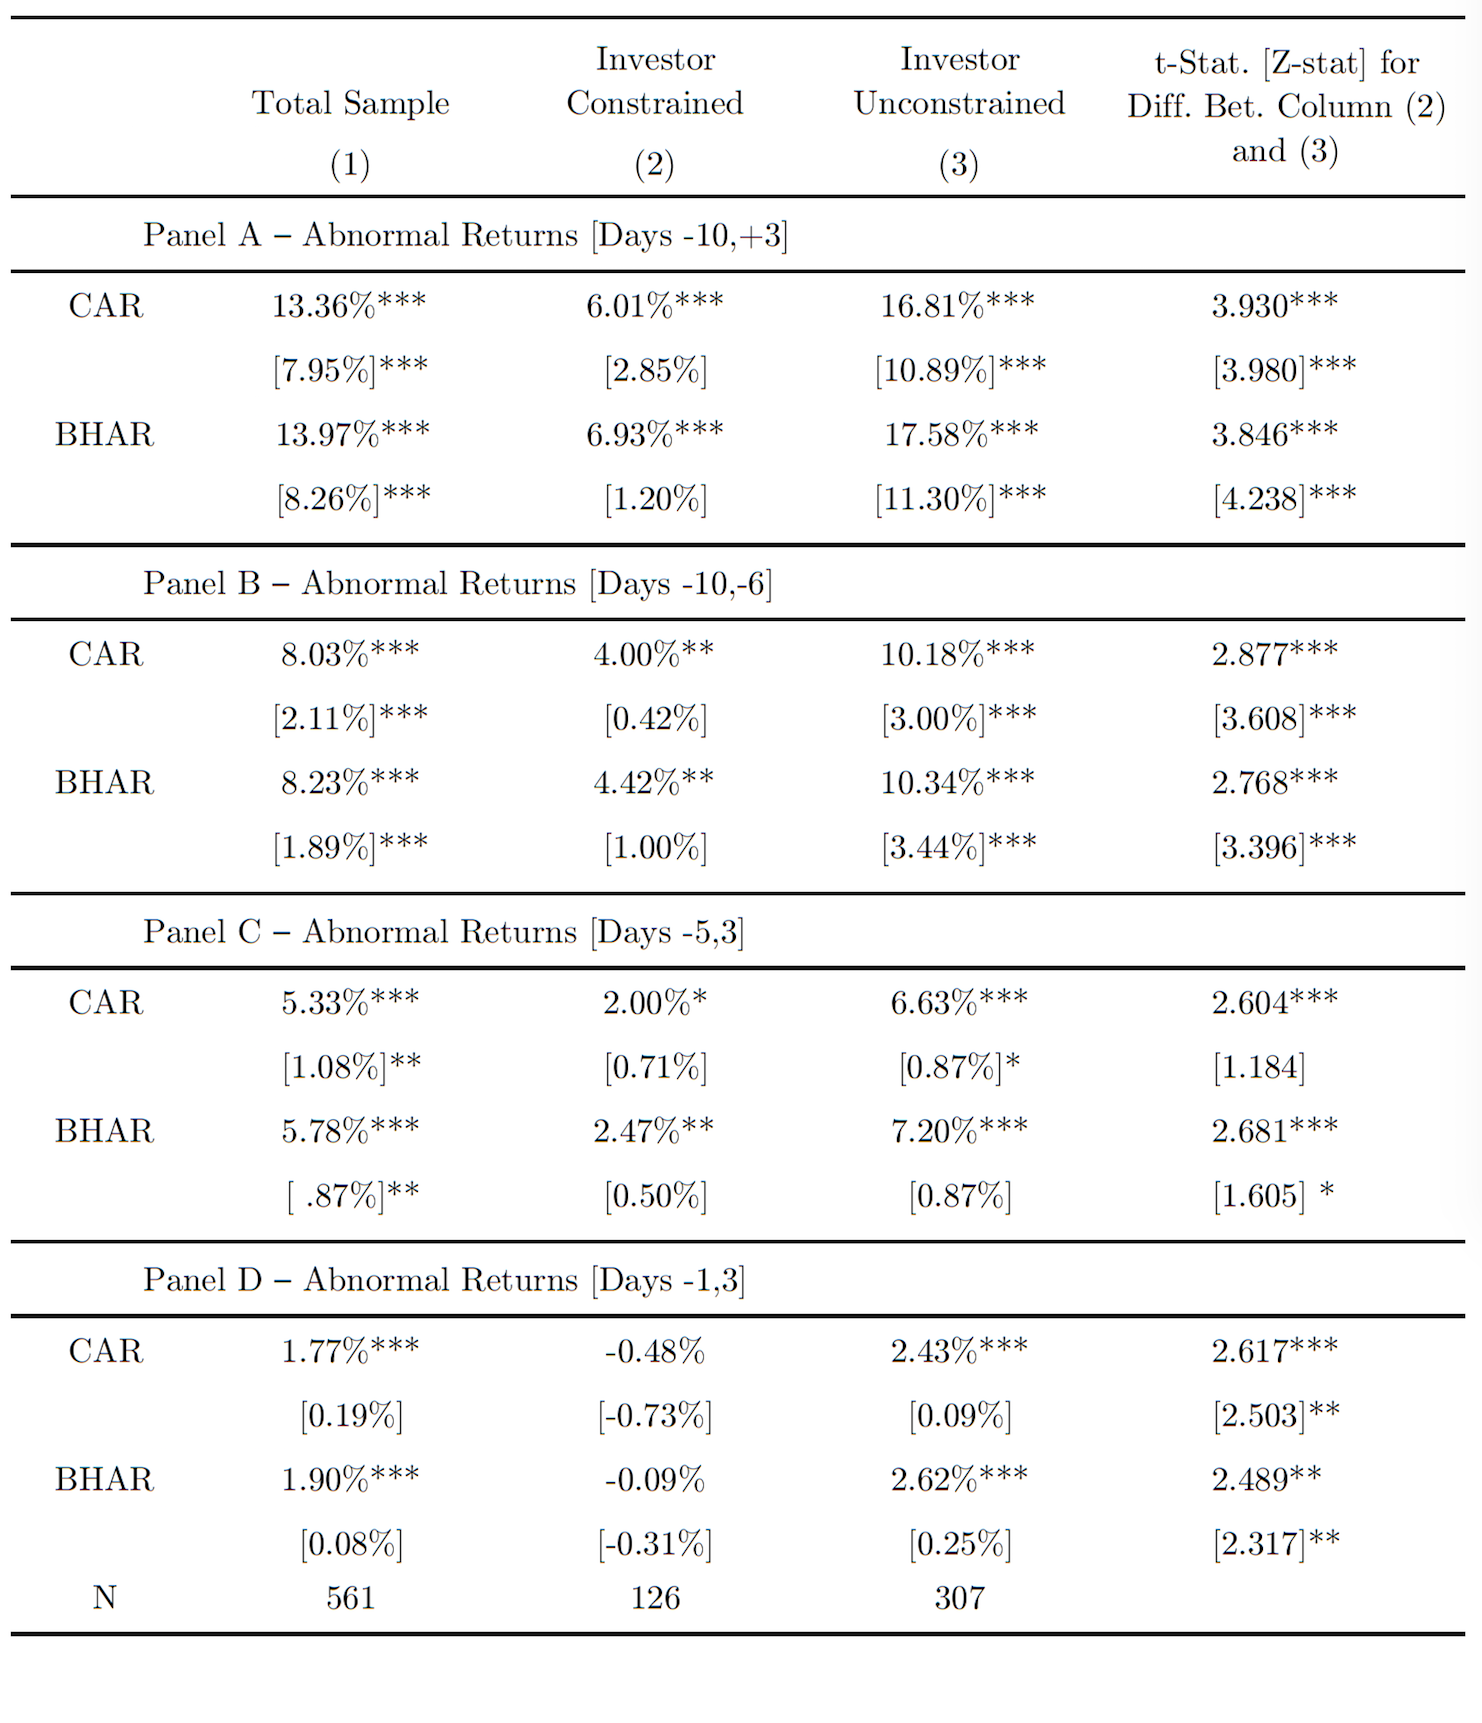 Total Sample Investor Constrained Investor Unconstrained t-Stat. [Z-stat] for Diff. Bet. Column (2) and (3)
(1) (2) (3)
Panel A – Abnormal Returns [Days -10,+3]
CAR 13.36%*** 6.01%*** 16.81%*** 3.930***
[7.95%]*** [2.85%] [10.89%]*** [3.980]***
BHAR 13.97%*** 6.93%*** 17.58%*** 3.846***
[8.26%]*** [1.20%] [11.30%]*** [4.238]***
Panel B – Abnormal Returns [Days -10,-6]
CAR 8.03%*** 4.00%** 10.18%*** 2.877***
[2.11%]*** [0.42%] [3.00%]*** [3.608]***
BHAR 8.23%*** 4.42%** 10.34%*** 2.768***
[1.89%]*** [1.00%] [3.44%]*** [3.396]***
Panel C – Abnormal Returns [Days -5,3]
CAR 5.33%*** 2.00%* 6.63%*** 2.604***
[1.08%]** [0.71%] [0.87%]* [1.184]
BHAR 5.78%*** 2.47%** 7.20%*** 2.681***
[ .87%]** [0.50%] [0.87%] [1.605] *
Panel D – Abnormal Returns [Days -1,3]
CAR 1.77%*** -0.48% 2.43%*** 2.617***
[0.19%] [-0.73%] [0.09%] [2.503]**
BHAR 1.90%*** -0.09% 2.62%*** 2.489**
[0.08%] [-0.31%] [0.25%] [2.317]**
N 561 126 307